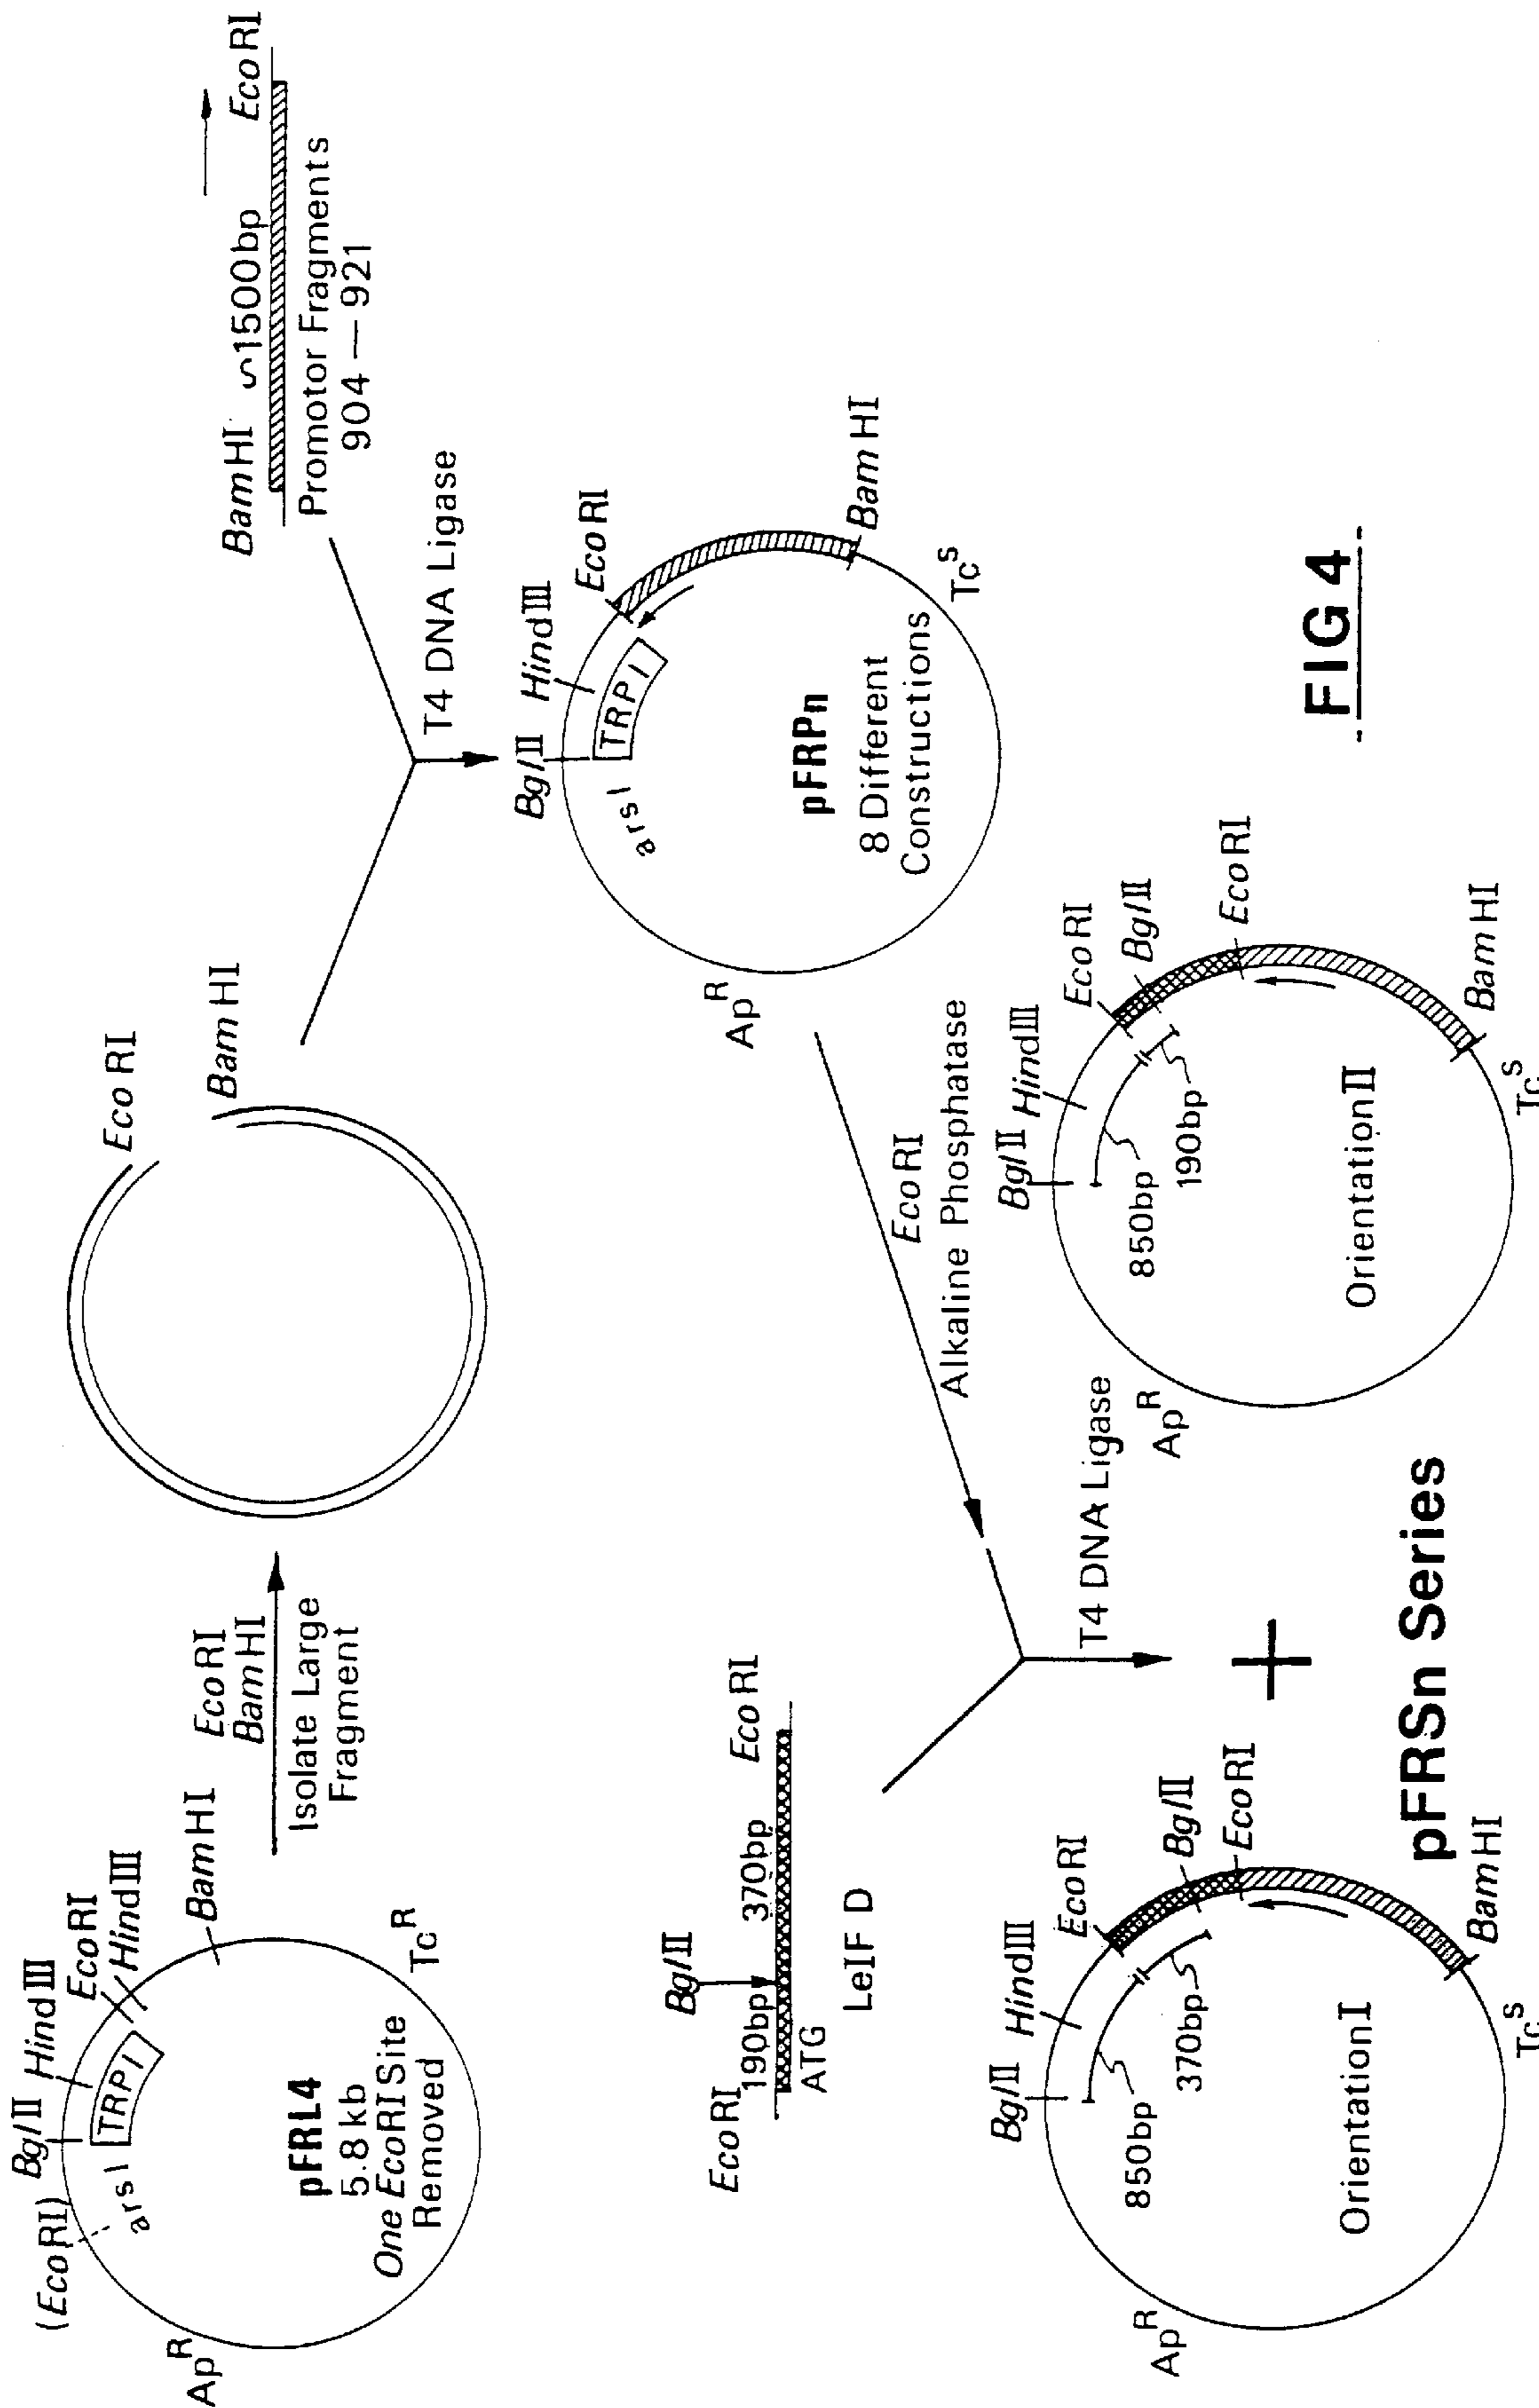 (EcoRI)
BglII
HindIII
EcoRI
HindIII
BamHI
arsI
TRPI
Ap^R
pFRL4
5.8 kb
One EcoRI Site
Removed
Tc^R
EcoRI
BamHI
Isolate Large
Fragment
EcoRI
BamHI
BamHI ∽1500bp EcoRI
Promotor Fragments
904 — 921
T4 DNA Ligase
BglII
HindIII
EcoRI
arsI
TRPI
Ap^R
pFRPn
8 Different
Constructions
BamHI
Tc^S
EcoRI
Alkaline Phosphatase
BglII
EcoRI 190bp 370bp EcoRI
ATG
LeIF D
T4 DNA Ligase
BglII
HindIII
EcoRI
BglII
EcoRI
850bp
370bp
Ap^R
Orientation I
BamHI
Tc^S
+
BglII
HindIII
EcoRI
BglII
EcoRI
850bp
190bp
Ap^R
Orientation II
BamHI
Tc^S
pFRSn Series
FIG 4